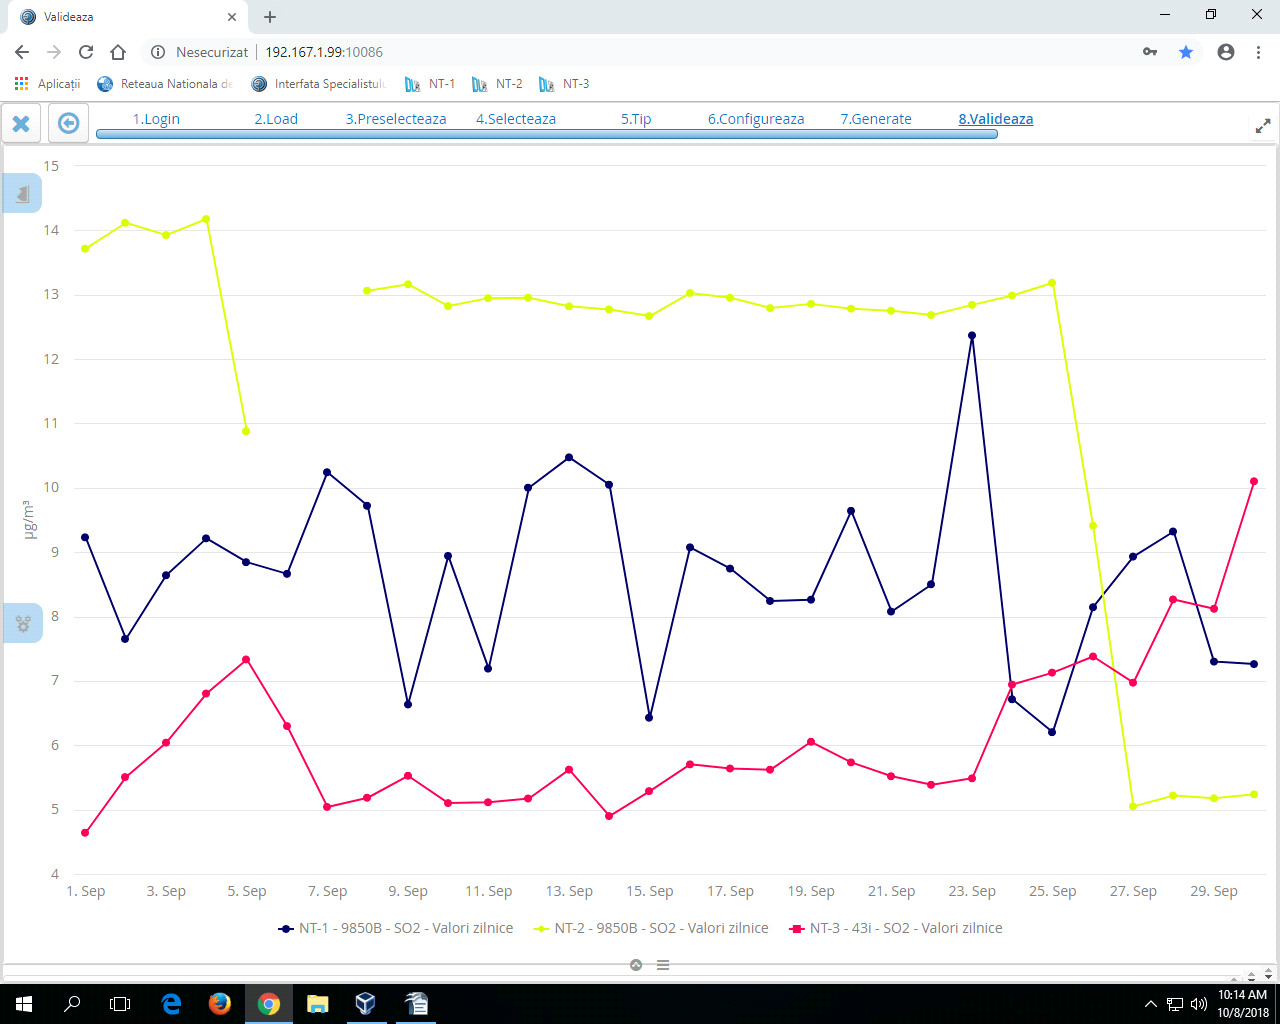 Valideaza
Nesecurizat 192.167.1.99:10086
Aplicații Reteaua Nationala de Interfata Specialistulu NT-1 NT-2 NT-3
1.Login 2.Load 3.Preselecteaza 4.Selecteaza 5.Tip 6.Configureaza 7.Generate 8.Valideaza
15
14
13
12
11
10
9
8
7
6
5
4
µg/m³
1. Sep 3. Sep 5. Sep 7. Sep 9. Sep 11. Sep 13. Sep 15. Sep 17. Sep 19. Sep 21. Sep 23. Sep 25. Sep 27. Sep 29. Sep
NT-1 - 9850B - SO2 - Valori zilnice NT-2 - 9850B - SO2 - Valori zilnice NT-3 - 43i - SO2 - Valori zilnice
10:14 AM
10/8/2018